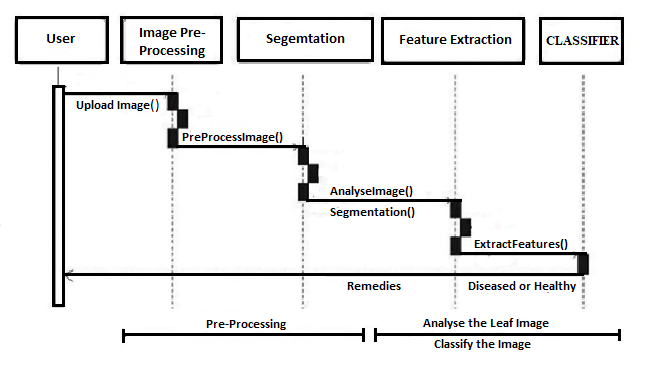 User
Image Pre-
Processing
Segemtation
Feature Extraction
CLASSIFIER
Upload Image()
PreProcessImage()
AnalyseImage()
Segmentation()
ExtractFeatures()
Remedies
Diseased or Healthy
Pre-Processing
Analyse the Leaf Image
Classify the Image